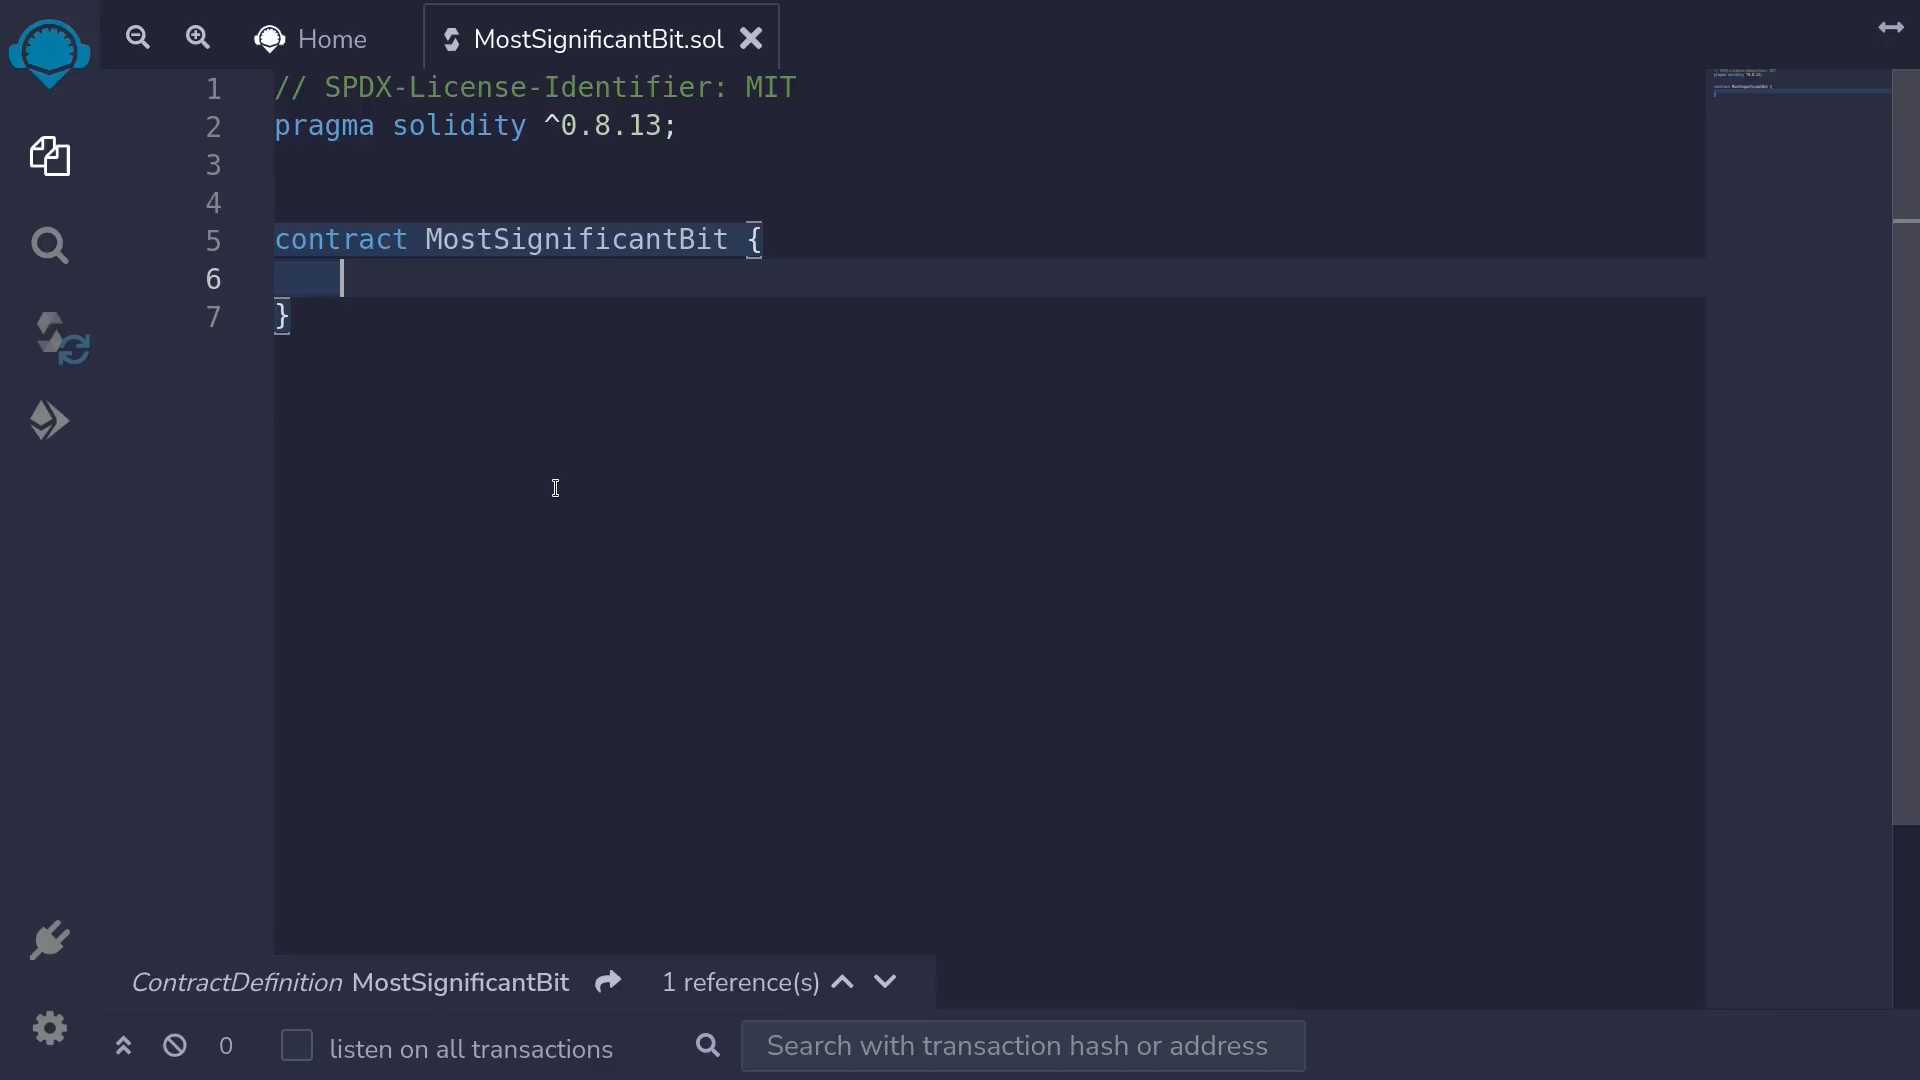 Home
MostSignificantBit.sol
1 // SPDX-License-Identifier: MIT
2 pragma solidity ^0.8.13;
3
4
5 contract MostSignificantBit {
6
7 }
ContractDefinition MostSignificantBit 1 reference(s)
0 listen on all transactions Search with transaction hash or address